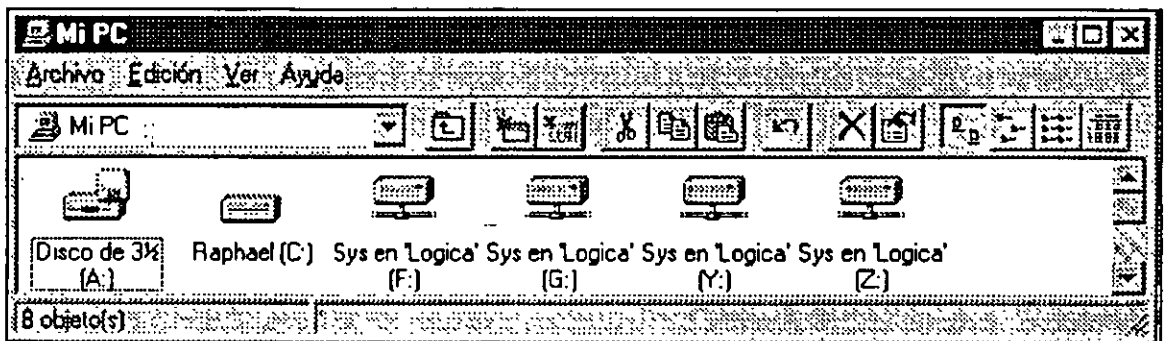 Mi PC
Archivo Edición Ver Ayuda
Mi PC
Disco de 3½ (A:)
Raphael (C:)
Sys en 'Logica' (F:)
Sys en 'Logica' (G:)
Sys en 'Logica' (Y:)
Sys en 'Logica' (Z:)
8 objeto(s)